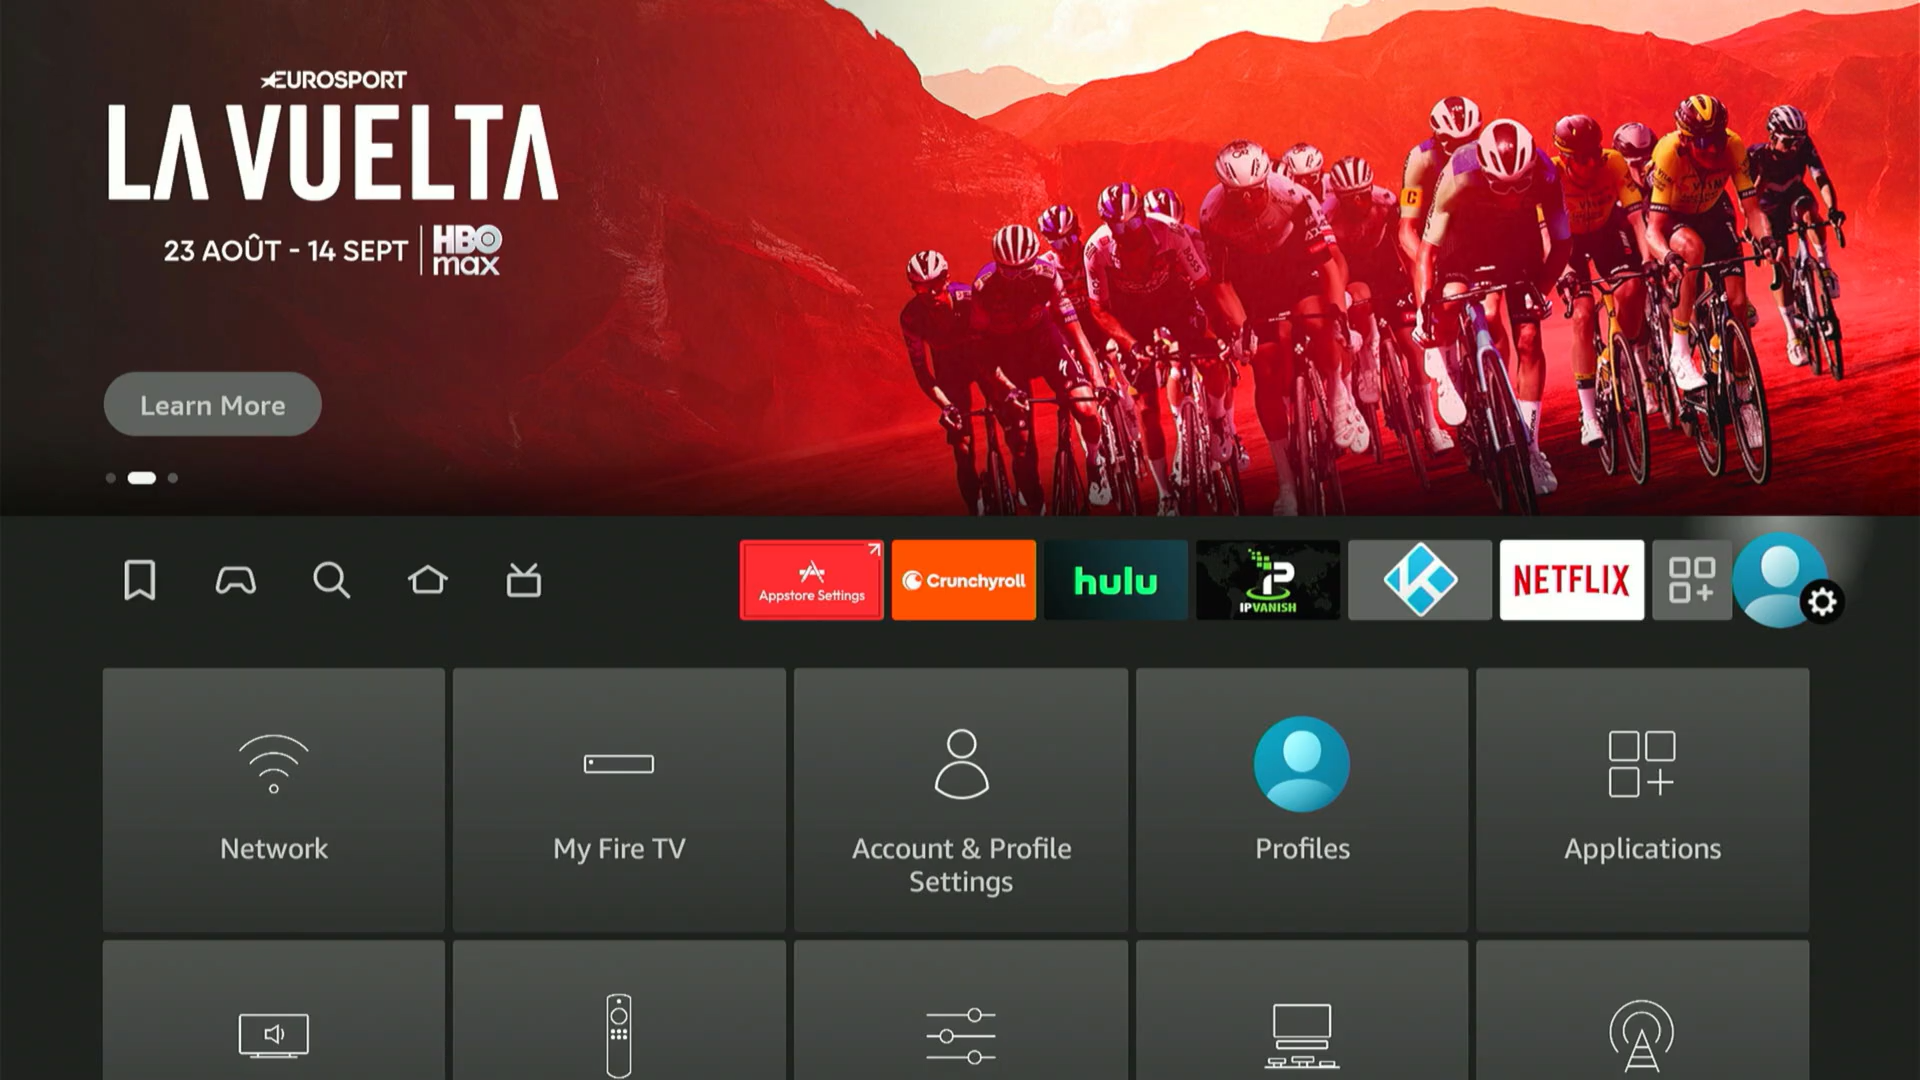 EUROSPORT
LA VUELTA
23 AOÛT - 14 SEPT
HBO
max
Learn More
Appstore Settings
Crunchyroll
hulu
IPVANISH
NETFLIX
Network
My Fire TV
Account & Profile
Settings
Profiles
Applications